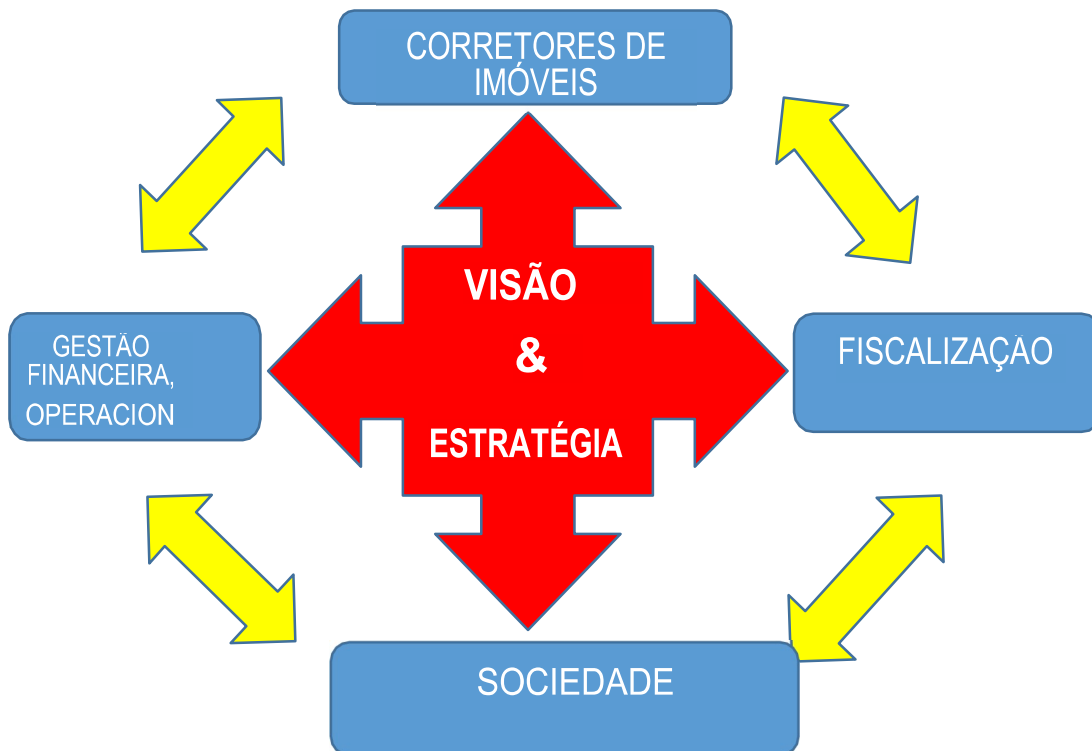 CORRETORES DE
IMÓVEIS
VISÃO
&
ESTRATÉGIA
GESTÃO
FINANCEIRA,
OPERACION
FISCALIZAÇÃO
SOCIEDADE